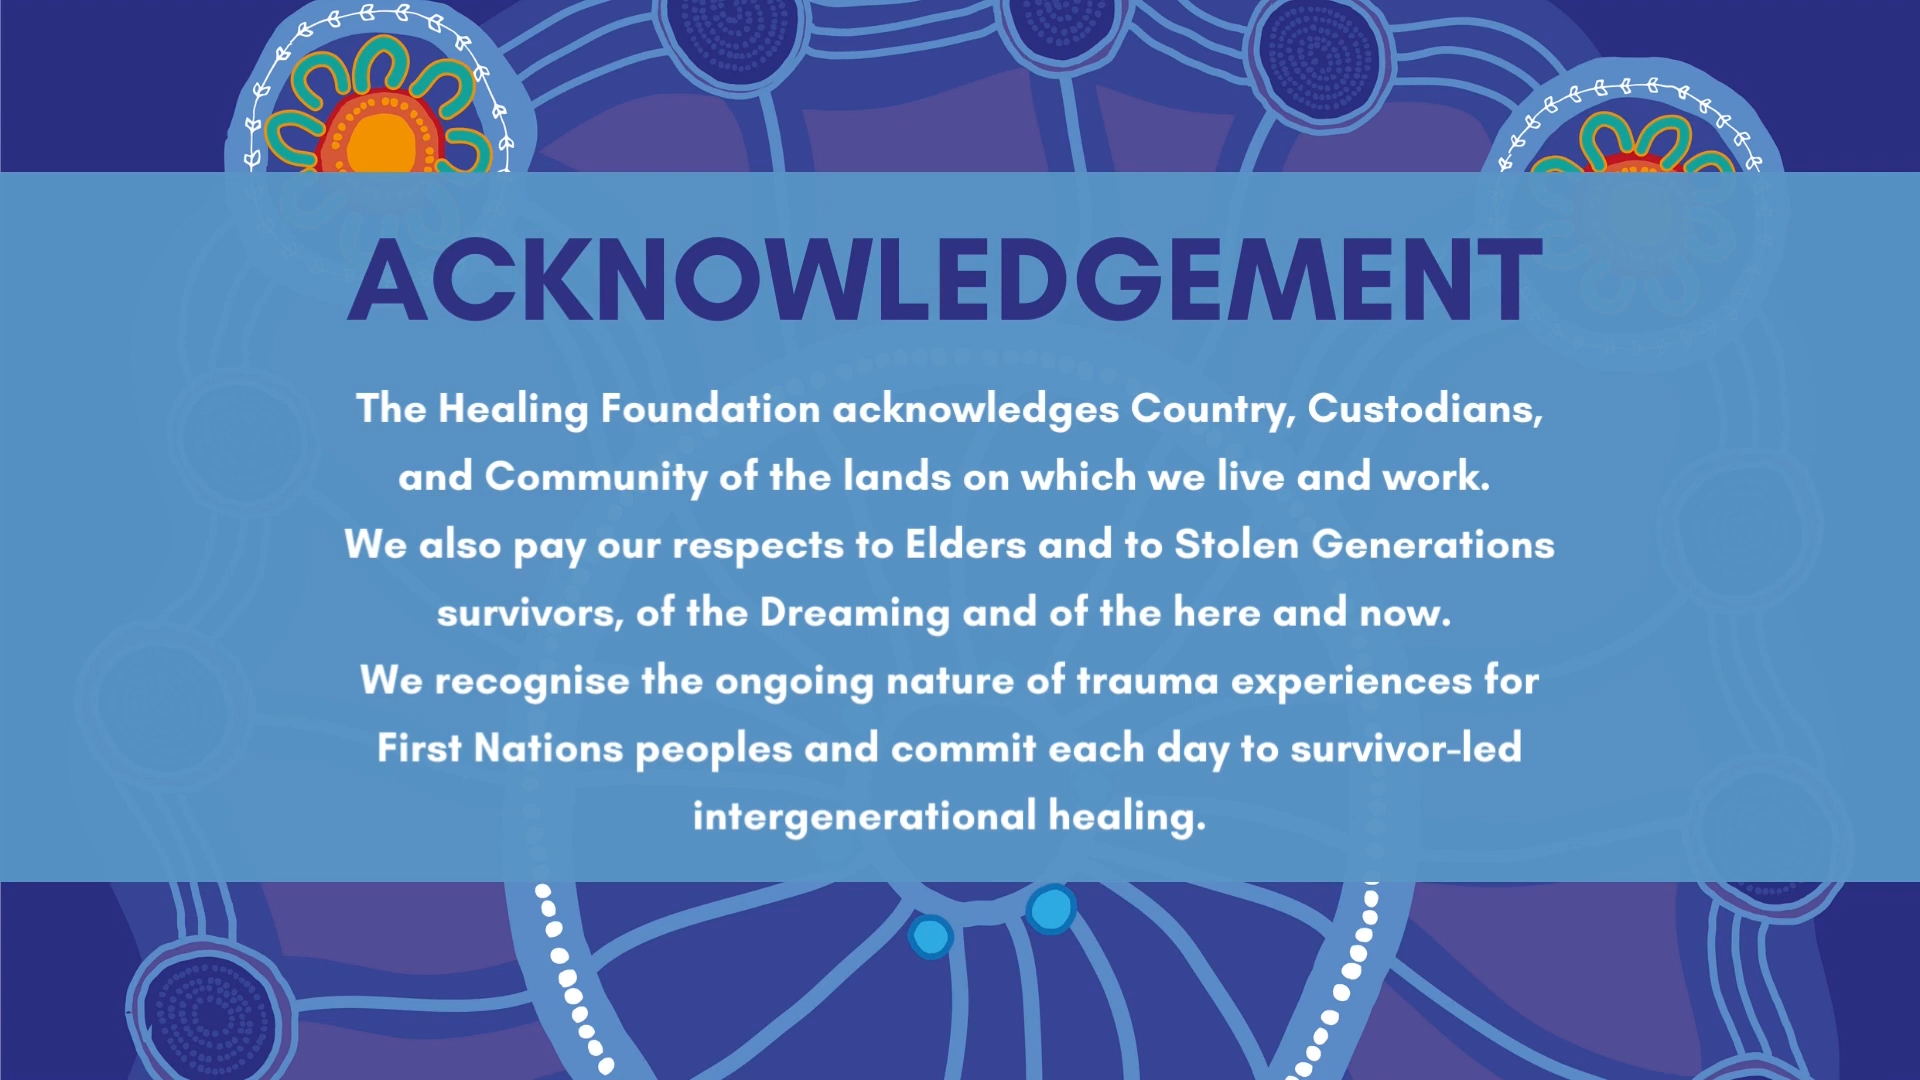 ACKNOWLEDGEMENT
The Healing Foundation acknowledges Country, Custodians,
and Community of the lands on which we live and work.
We also pay our respects to Elders and to Stolen Generations
survivors, of the Dreaming and of the here and now.
We recognise the ongoing nature of trauma experiences for
First Nations peoples and commit each day to survivor-led
intergenerational healing.